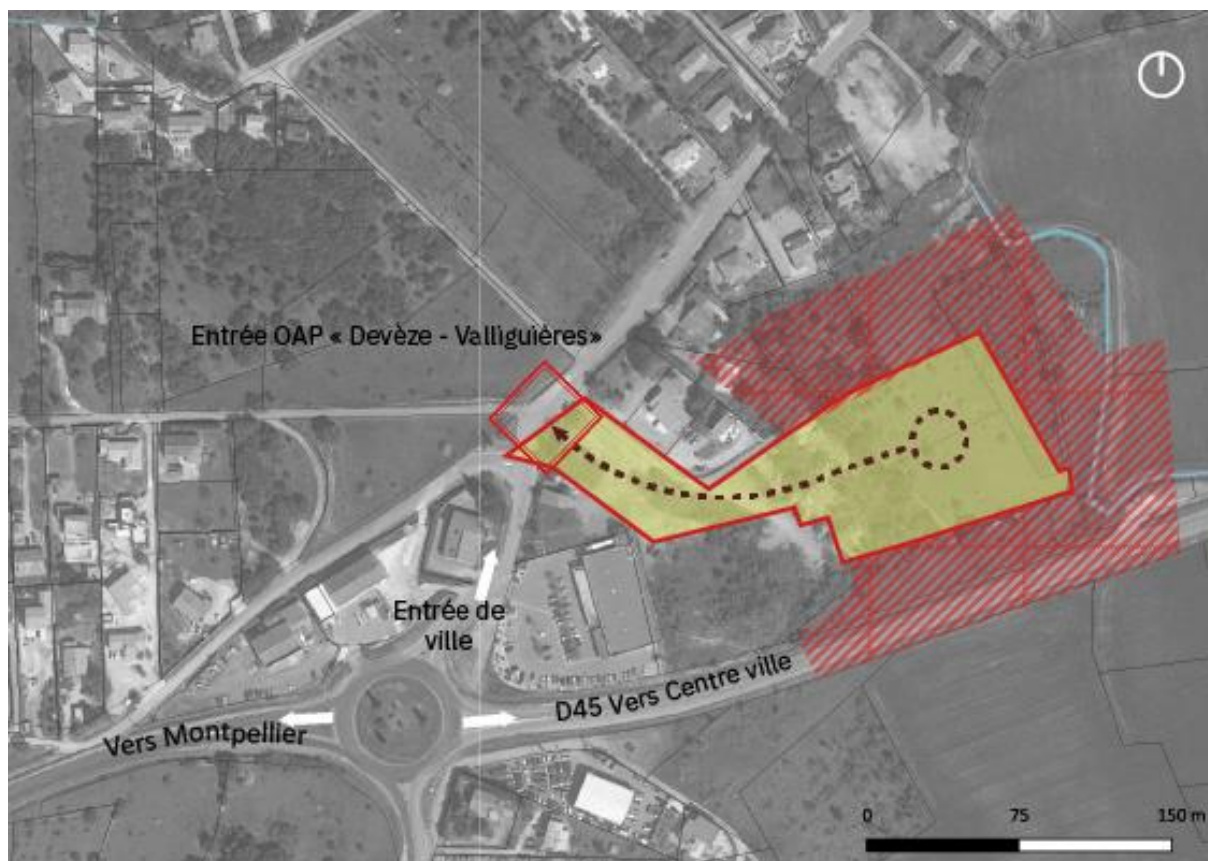 Entrée OAP « Devèze - Valliguières»
Entrée de
ville
D45 Vers Centre ville
Vers Montpellier
0 75 150 m